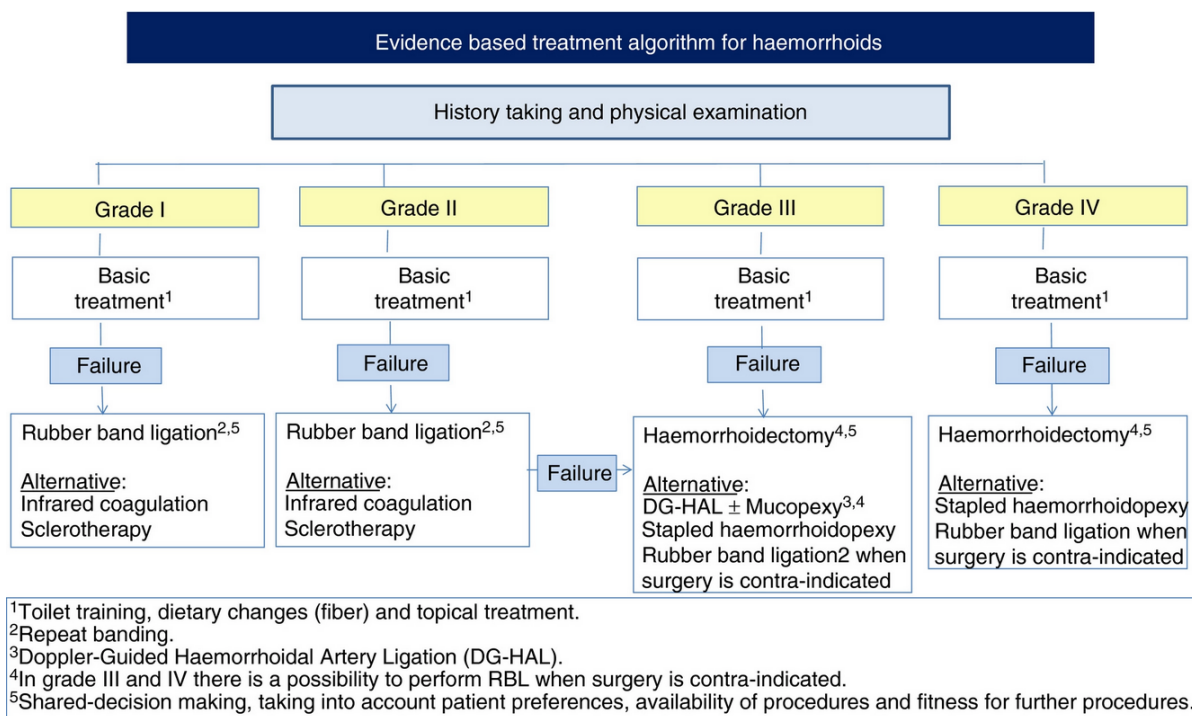 Evidence based treatment algorithm for haemorrhoids
History taking and physical examination
Grade I
Grade II
Grade III
Grade IV
Basic
treatment¹
Basic
treatment¹
Basic
treatment¹
Basic
treatment¹
Failure
Failure
Failure
Failure
Rubber band ligation²,⁵
Alternative:
Infrared coagulation
Sclerotherapy
Rubber band ligation²,⁵
Alternative:
Infrared coagulation
Sclerotherapy
Failure
Haemorrhoidectomy⁴,⁵
Alternative:
DG-HAL ± Mucopexy³,⁴
Stapled haemorrhoidopexy
Rubber band ligation2 when
surgery is contra-indicated
Haemorrhoidectomy⁴,⁵
Alternative:
Stapled haemorrhoidopexy
Rubber band ligation when
surgery is contra-indicated
¹Toilet training, dietary changes (fiber) and topical treatment.
²Repeat banding.
³Doppler-Guided Haemorrhoidal Artery Ligation (DG-HAL).
⁴In grade III and IV there is a possibility to perform RBL when surgery is contra-indicated.
⁵Shared-decision making, taking into account patient preferences, availability of procedures and fitness for further procedures.